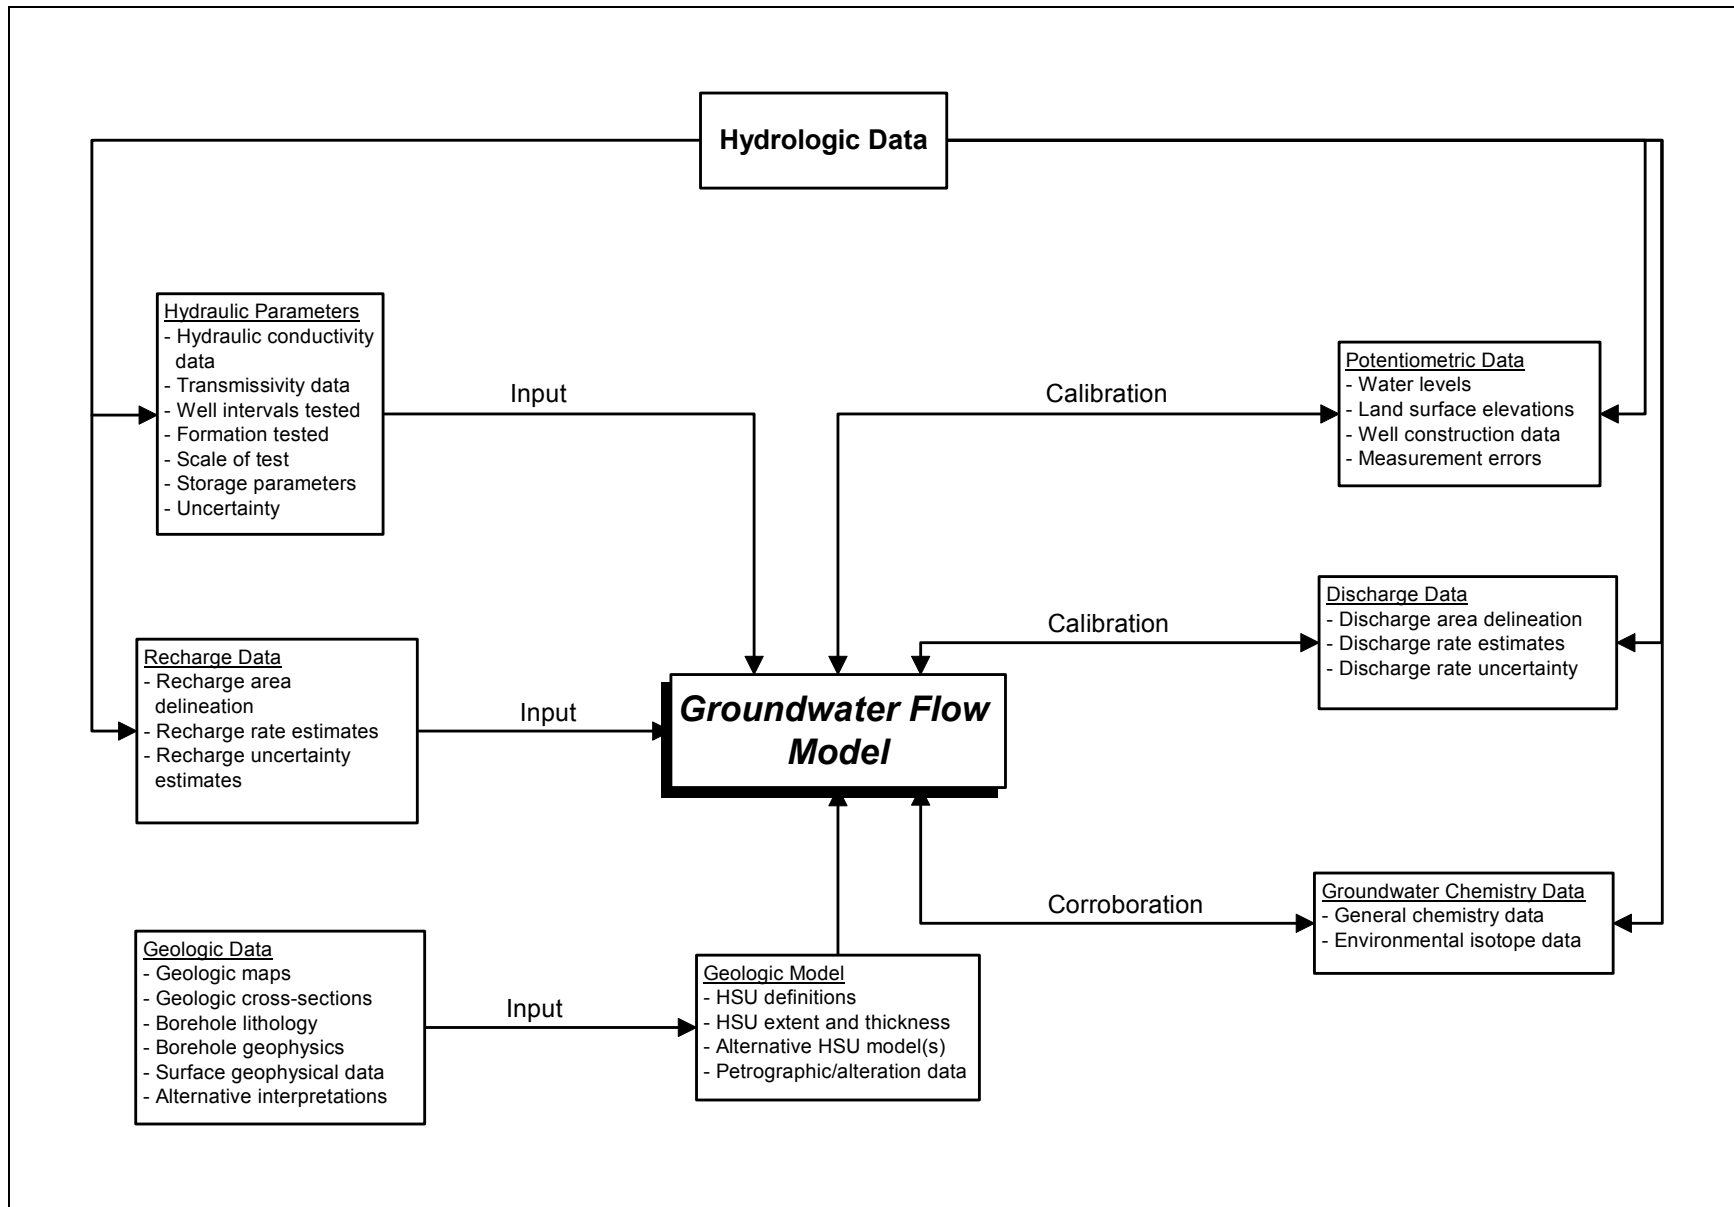 Hydrologic Data
Hydraulic Parameters
- Hydraulic conductivity
data
- Transmissivity data
- Well intervals tested
- Formation tested
- Scale of test
- Storage parameters
- Uncertainty
Input
Calibration
Potentiometric Data
- Water levels
- Land surface elevations
- Well construction data
- Measurement errors
Recharge Data
- Recharge area
delineation
- Recharge rate estimates
- Recharge uncertainty
estimates
Input
Groundwater Flow
Model
Calibration
Discharge Data
- Discharge area delineation
- Discharge rate estimates
- Discharge rate uncertainty
Geologic Data
- Geologic maps
- Geologic cross-sections
- Borehole lithology
- Borehole geophysics
- Surface geophysical data
- Alternative interpretations
Input
Geologic Model
- HSU definitions
- HSU extent and thickness
- Alternative HSU model(s)
- Petrographic/alteration data
Corroboration
Groundwater Chemistry Data
- General chemistry data
- Environmental isotope data